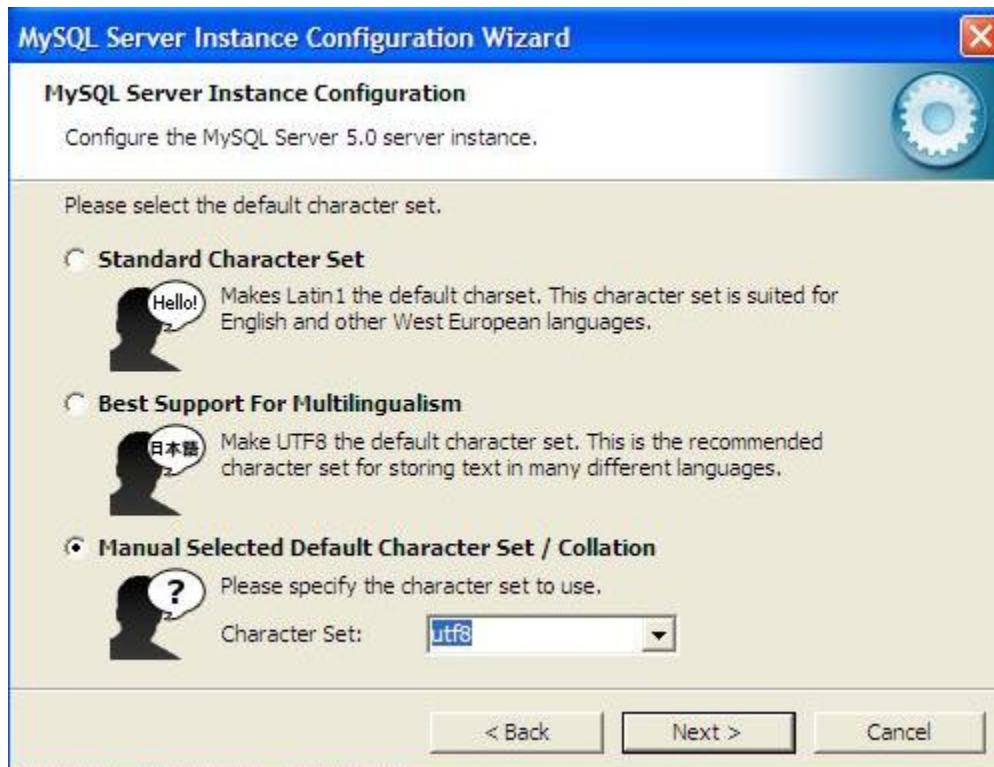 MySQL Server Instance Configuration Wizard
MySQL Server Instance Configuration
Configure the MySQL Server 5.0 server instance.
Please select the default character set.
Standard Character Set
Hello!
Makes Latin1 the default charset. This character set is suited for
English and other West European languages.
Best Support For Multilingualism
日本語
Make UTF8 the default character set. This is the recommended
character set for storing text in many different languages.
Manual Selected Default Character Set / Collation
?
Please specify the character set to use.
Character Set: utf8
< Back Next > Cancel